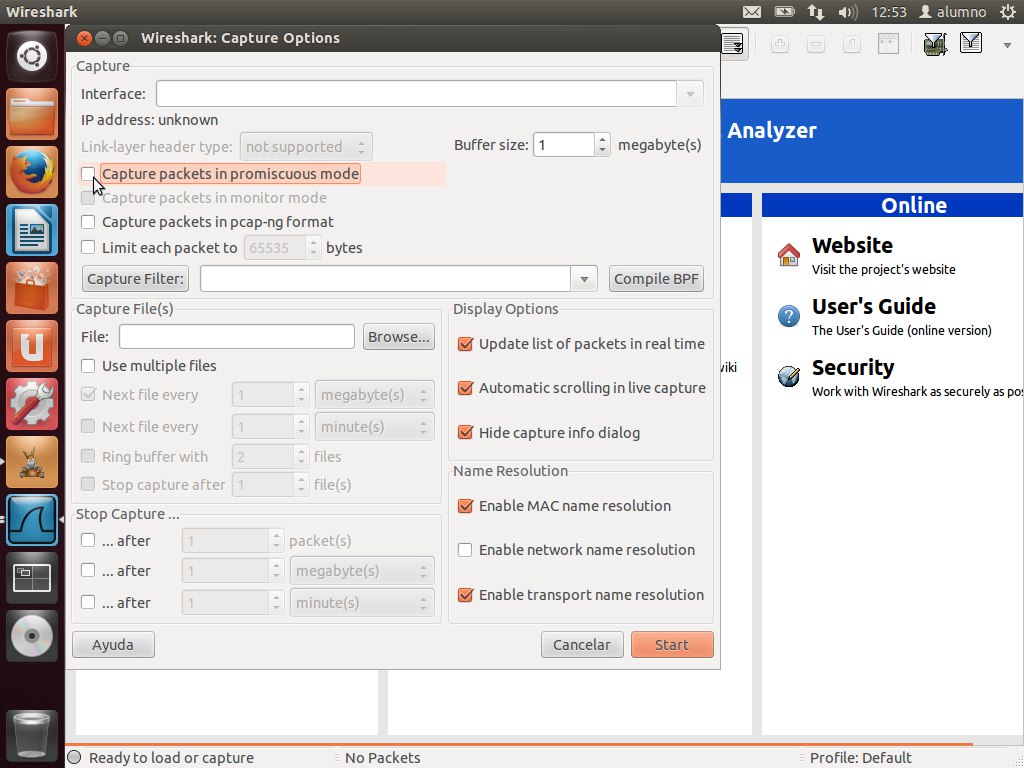 Wireshark
12:53 alumno
Wireshark: Capture Options
Capture
Interface:
IP address: unknown
Link-layer header type: not supported
Buffer size: 1 megabyte(s)
Capture packets in promiscuous mode
Capture packets in monitor mode
Capture packets in pcap-ng format
Limit each packet to 65535 bytes
Capture Filter: Compile BPF
Capture File(s)
File: Browse...
Use multiple files
Next file every 1 megabyte(s)
Next file every 1 minute(s)
Ring buffer with 2 files
Stop capture after 1 file(s)
Stop Capture ...
... after 1 packet(s)
... after 1 megabyte(s)
... after 1 minute(s)
Display Options
Update list of packets in real time
Automatic scrolling in live capture
Hide capture info dialog
Name Resolution
Enable MAC name resolution
Enable network name resolution
Enable transport name resolution
Ayuda Cancelar Start
Analyzer
Online
Website
Visit the project's website
User's Guide
The User's Guide (online version)
Security
Work with Wireshark as securely as pos
wiki
Ready to load or capture No Packets Profile: Default